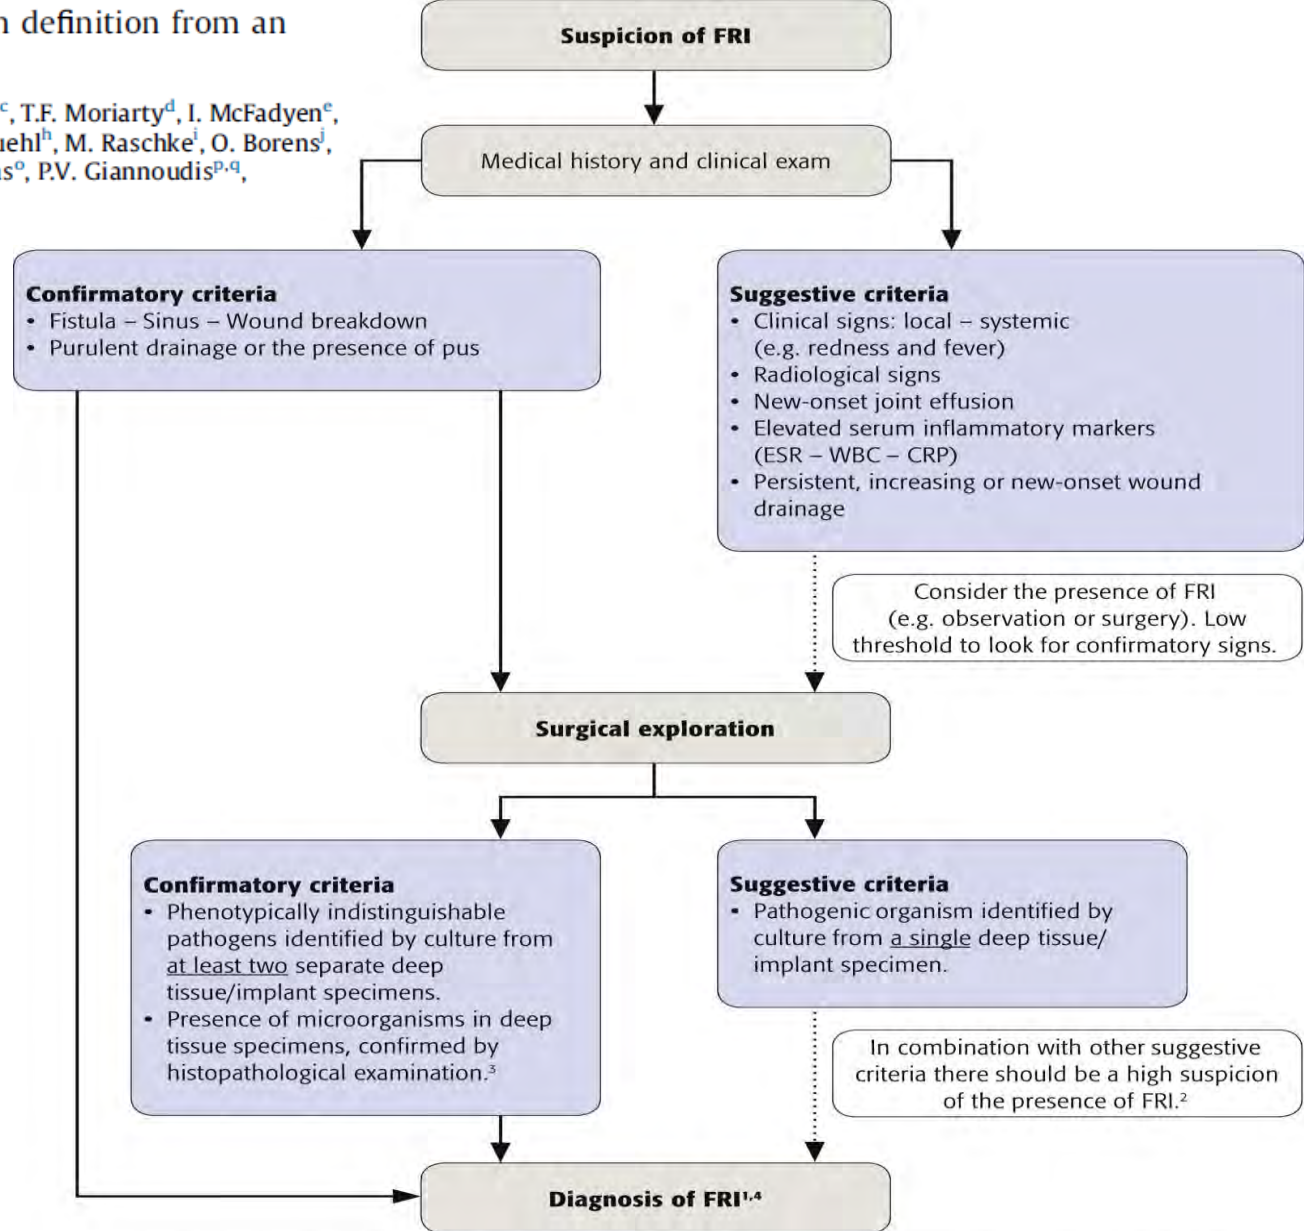 n definition from an
c, T.F. Moriartyd, I. McFadyene,
uehlh, M. Raschkei, O. Borensj,
aso, P.V. Giannoudisp,q,
Suspicion of FRI
Medical history and clinical exam
Confirmatory criteria
• Fistula – Sinus – Wound breakdown
• Purulent drainage or the presence of pus
Suggestive criteria
• Clinical signs: local – systemic
(e.g. redness and fever)
• Radiological signs
• New-onset joint effusion
• Elevated serum inflammatory markers
(ESR – WBC – CRP)
• Persistent, increasing or new-onset wound
drainage
Consider the presence of FRI
(e.g. observation or surgery). Low
threshold to look for confirmatory signs.
Surgical exploration
Confirmatory criteria
• Phenotypically indistinguishable
pathogens identified by culture from
at least two separate deep
tissue/implant specimens.
• Presence of microorganisms in deep
tissue specimens, confirmed by
histopathological examination.³
Suggestive criteria
• Pathogenic organism identified by
culture from a single deep tissue/
implant specimen.
In combination with other suggestive
criteria there should be a high suspicion
of the presence of FRI.²
Diagnosis of FRI¹,⁴